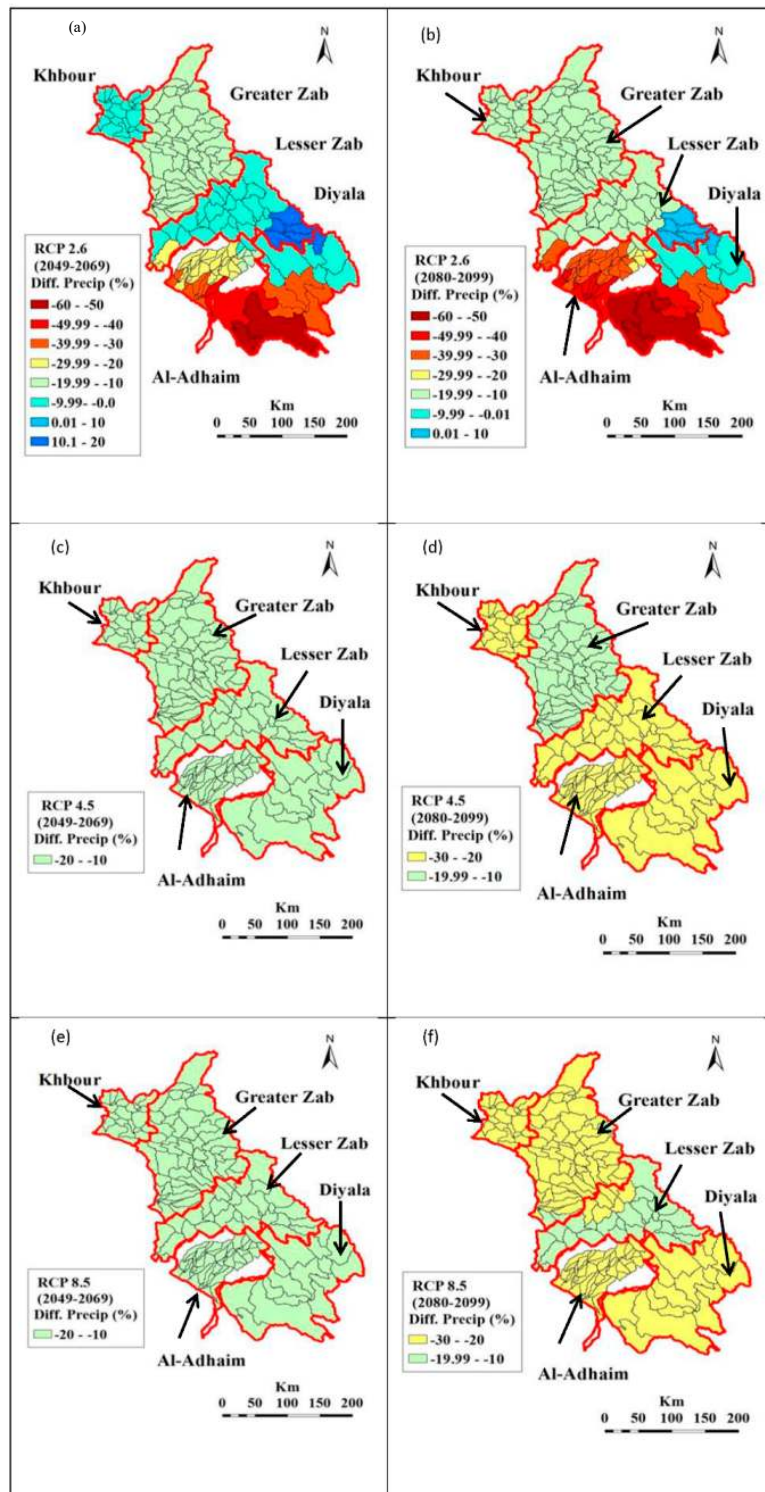 (a)
N
Khbour
Greater Zab
Lesser Zab
Diyala
RCP 2.6
(2049-2069)
Diff. Precip (%)
-60 - -50
-49.99 - -40
-39.99 - -30
-29.99 - -20
-19.99 - -10
-9.99- -0.0
0.01 - 10
10.1 - 20
Al-Adhaim
Km
0 50 100 150 200
(b)
N
Khbour
Greater Zab
Lesser Zab
Diyala
RCP 2.6
(2080-2099)
Diff. Precip (%)
-60 - -50
-49.99 - -40
-39.99 - -30
-29.99 - -20
-19.99 - -10
-9.99 - -0.01
0.01 - 10
Al-Adhaim
Km
0 50 100 150 200
(c)
N
Khbour
Greater Zab
Lesser Zab
Diyala
RCP 4.5
(2049-2069)
Diff. Precip (%)
-20 - -10
Al-Adhaim
Km
0 50 100 150 200
(d)
N
Khbour
Greater Zab
Lesser Zab
Diyala
RCP 4.5
(2080-2099)
Diff. Precip (%)
-30 - -20
-19.99 - -10
Al-Adhaim
Km
0 50 100 150 200
(e)
N
Khbour
Greater Zab
Lesser Zab
Diyala
RCP 8.5
(2049-2069)
Diff. Precip (%)
-20 - -10
Al-Adhaim
Km
0 50 100 150 200
(f)
N
Khbour
Greater Zab
Lesser Zab
Diyala
RCP 8.5
(2080-2099)
Diff. Precip (%)
-30 - -20
-19.99 - -10
Al-Adhaim
Km
0 50 100 150 200